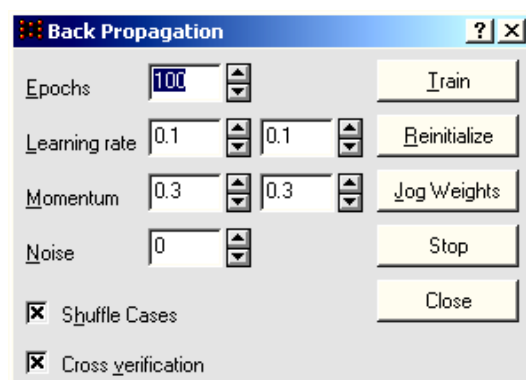 Back Propagation ? ×
Epochs 100 Train
Learning rate 0.1 0.1 Reinitialize
Momentum 0.3 0.3 Jog Weights
Noise 0 Stop
Shuffle Cases Close
Cross verification